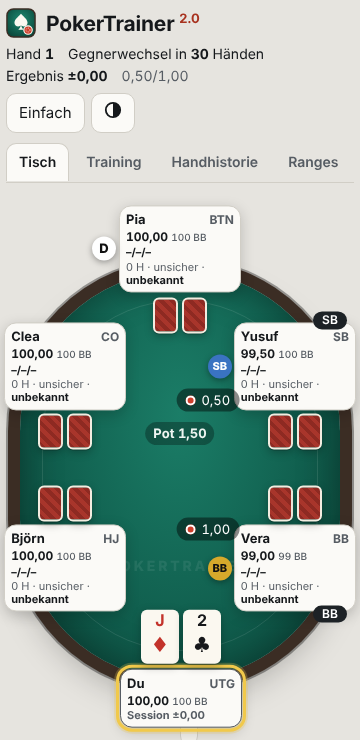 PokerTrainer 2.0
Hand 1 Gegnerwechsel in 30 Händen
Ergebnis ±0,00 0,50/1,00
Einfach
Tisch Training Handhistorie Ranges
Pia BTN
100,00 100 BB
–/–/–
0 H · unsicher ·
unbekannt
D
Clea CO
100,00 100 BB
–/–/–
0 H · unsicher ·
unbekannt
SB
Yusuf SB
99,50 100 BB
–/–/–
0 H · unsicher ·
unbekannt
SB
0,50
Pot 1,50
1,00
Björn HJ
100,00 100 BB
–/–/–
0 H · unsicher ·
unbekannt
Vera BB
99,00 99 BB
–/–/–
0 H · unsicher ·
unbekannt
BB
POKERTRA
BB
J 2
Du UTG
100,00 100 BB
Session ±0,00